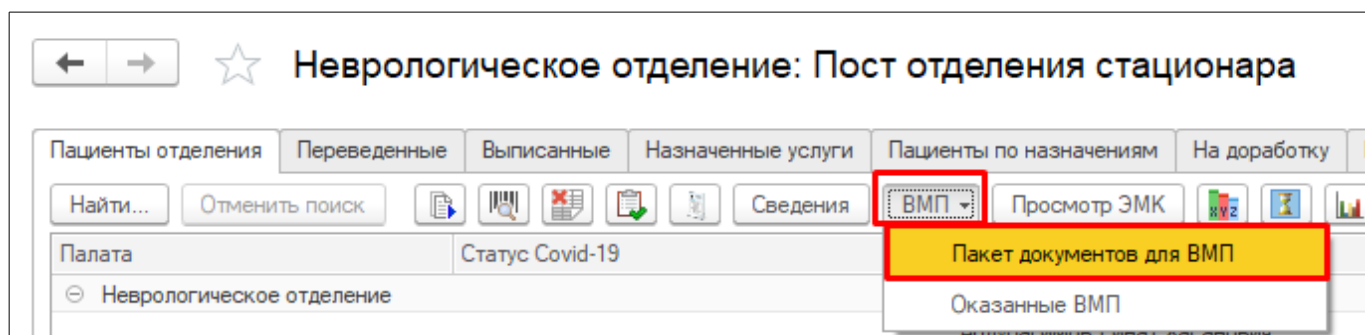 Неврологическое отделение: Пост отделения стационара
Пациенты отделения Переведенные Выписанные Назначенные услуги Пациенты по назначениям На доработку
Найти... Отменить поиск Сведения ВМП Просмотр ЭМК
Палата Статус Covid-19
Пакет документов для ВМП
Неврологическое отделение
Оказанные ВМП